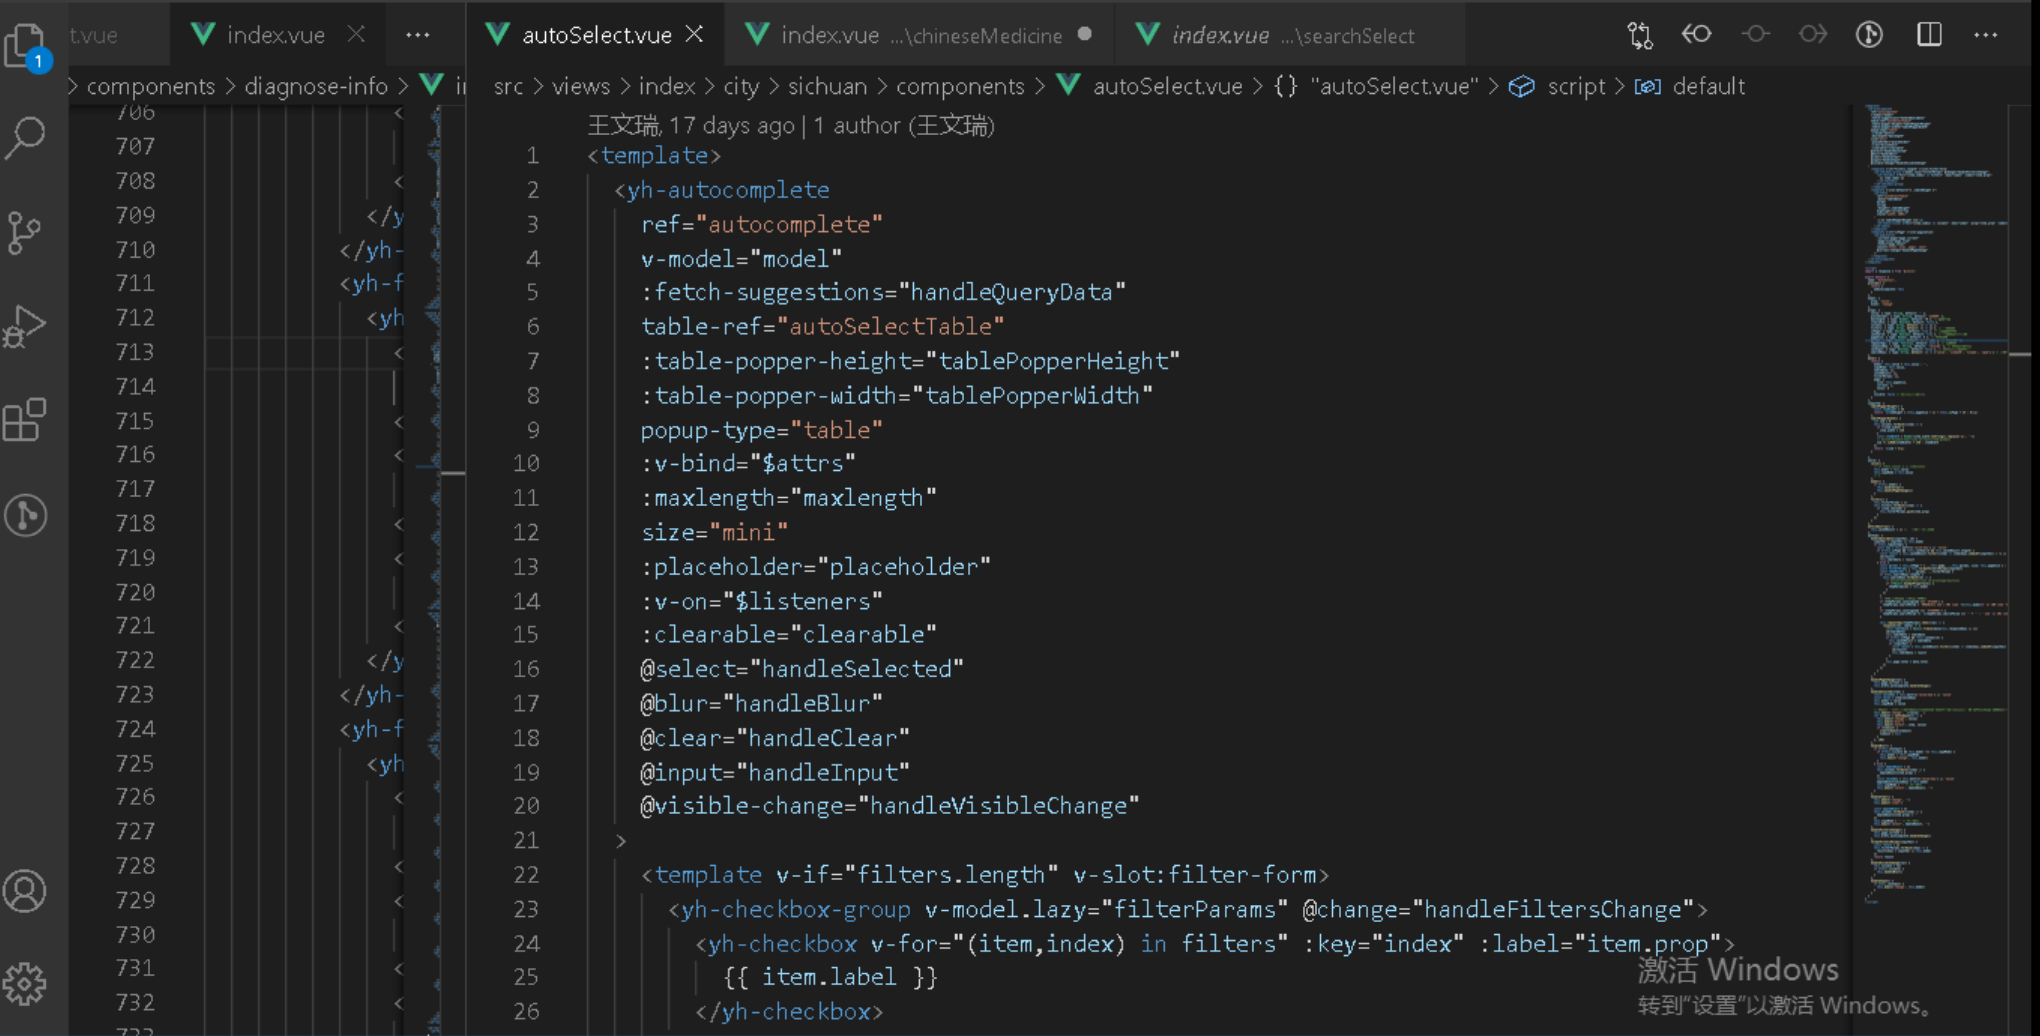 t.vue
index.vue
autoSelect.vue
index.vue ...\chineseMedicine
index.vue ...\searchSelect
1
components > diagnose-info >
src > views > index > city > sichuan > components > autoSelect.vue > {} "autoSelect.vue" > script > default
706 <
707
708 <
709 </y
710 </yh-
711 <yh-f
712 <yh
713 <
714
715 <
716 <
717
718 <
719 <
720
721 <
722 </y
723 </yh-
724 <yh-f
725 <yh
726 <
727
728 <
729 <
730
731 <
732 <
733
王文瑞, 17 days ago | 1 author (王文瑞)
1 <template>
2 <yh-autocomplete
3 ref="autocomplete"
4 v-model="model"
5 :fetch-suggestions="handleQueryData"
6 table-ref="autoSelectTable"
7 :table-popper-height="tablePopperHeight"
8 :table-popper-width="tablePopperWidth"
9 popup-type="table"
10 :v-bind="$attrs"
11 :maxlength="maxlength"
12 size="mini"
13 :placeholder="placeholder"
14 :v-on="$listeners"
15 :clearable="clearable"
16 @select="handleSelected"
17 @blur="handleBlur"
18 @clear="handleClear"
19 @input="handleInput"
20 @visible-change="handleVisibleChange"
21 >
22 <template v-if="filters.length" v-slot:filter-form>
23 <yh-checkbox-group v-model.lazy="filterParams" @change="handleFiltersChange">
24 <yh-checkbox v-for="(item,index) in filters" :key="index" :label="item.prop">
25 {{ item.label }}
26 </yh-checkbox>
激活 Windows
转到"设置"以激活 Windows。